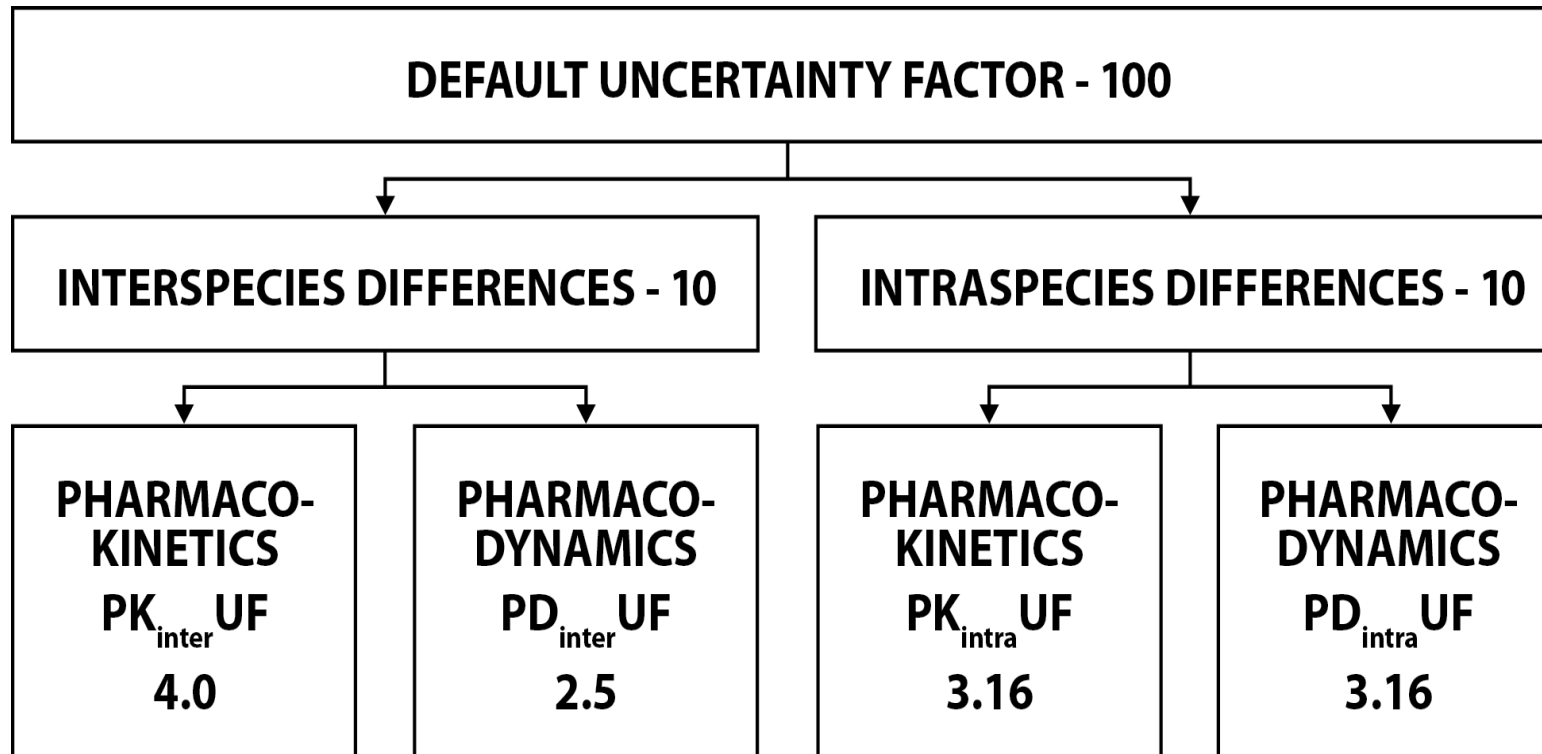 DEFAULT UNCERTAINTY FACTOR - 100
INTERSPECIES DIFFERENCES - 10
INTRASPECIES DIFFERENCES - 10
PHARMACO-
KINETICS
PKinterUF
4.0
PHARMACO-
DYNAMICS
PDinterUF
2.5
PHARMACO-
KINETICS
PKintraUF
3.16
PHARMACO-
DYNAMICS
PDintraUF
3.16